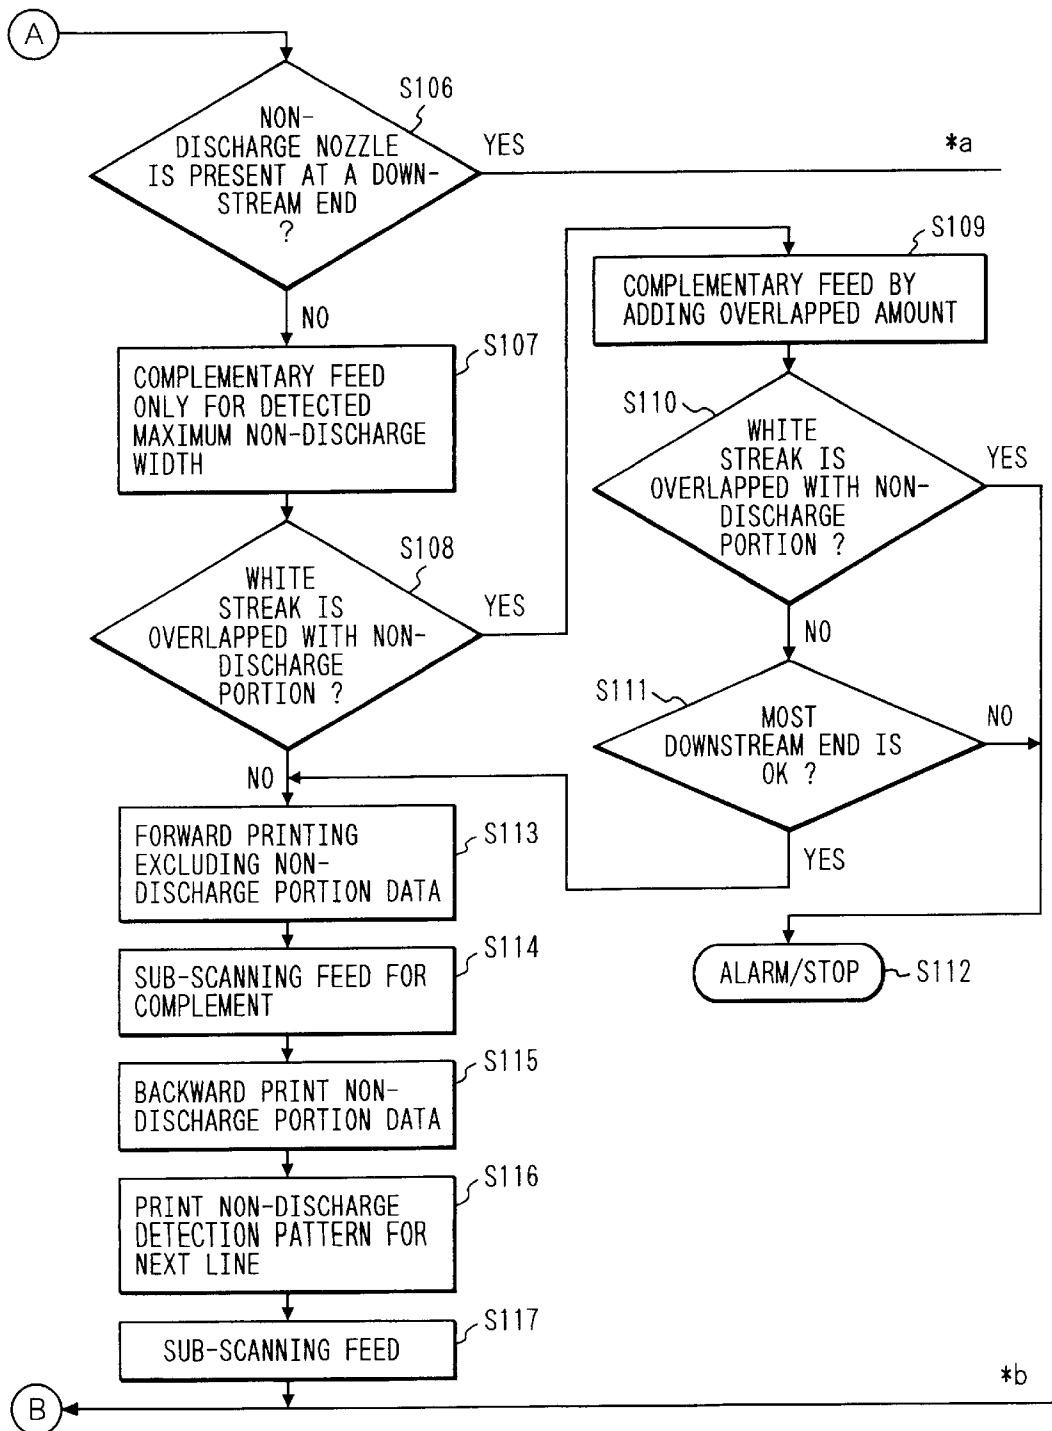 A
S106
NON-
DISCHARGE NOZZLE
IS PRESENT AT A DOWN-
STREAM END
?
YES
*a
NO
S107
COMPLEMENTARY FEED
ONLY FOR DETECTED
MAXIMUM NON-DISCHARGE
WIDTH
S108
WHITE
STREAK IS
OVERLAPPED WITH NON-
DISCHARGE
PORTION ?
YES
NO
S109
COMPLEMENTARY FEED BY
ADDING OVERLAPPED AMOUNT
S110
WHITE
STREAK IS
OVERLAPPED WITH NON-
DISCHARGE
PORTION ?
YES
NO
S111
MOST
DOWNSTREAM END IS
OK ?
NO
YES
ALARM/STOP
S112
S113
FORWARD PRINTING
EXCLUDING NON-
DISCHARGE PORTION DATA
S114
SUB-SCANNING FEED FOR
COMPLEMENT
S115
BACKWARD PRINT NON-
DISCHARGE PORTION DATA
S116
PRINT NON-DISCHARGE
DETECTION PATTERN FOR
NEXT LINE
S117
SUB-SCANNING FEED
*b
B